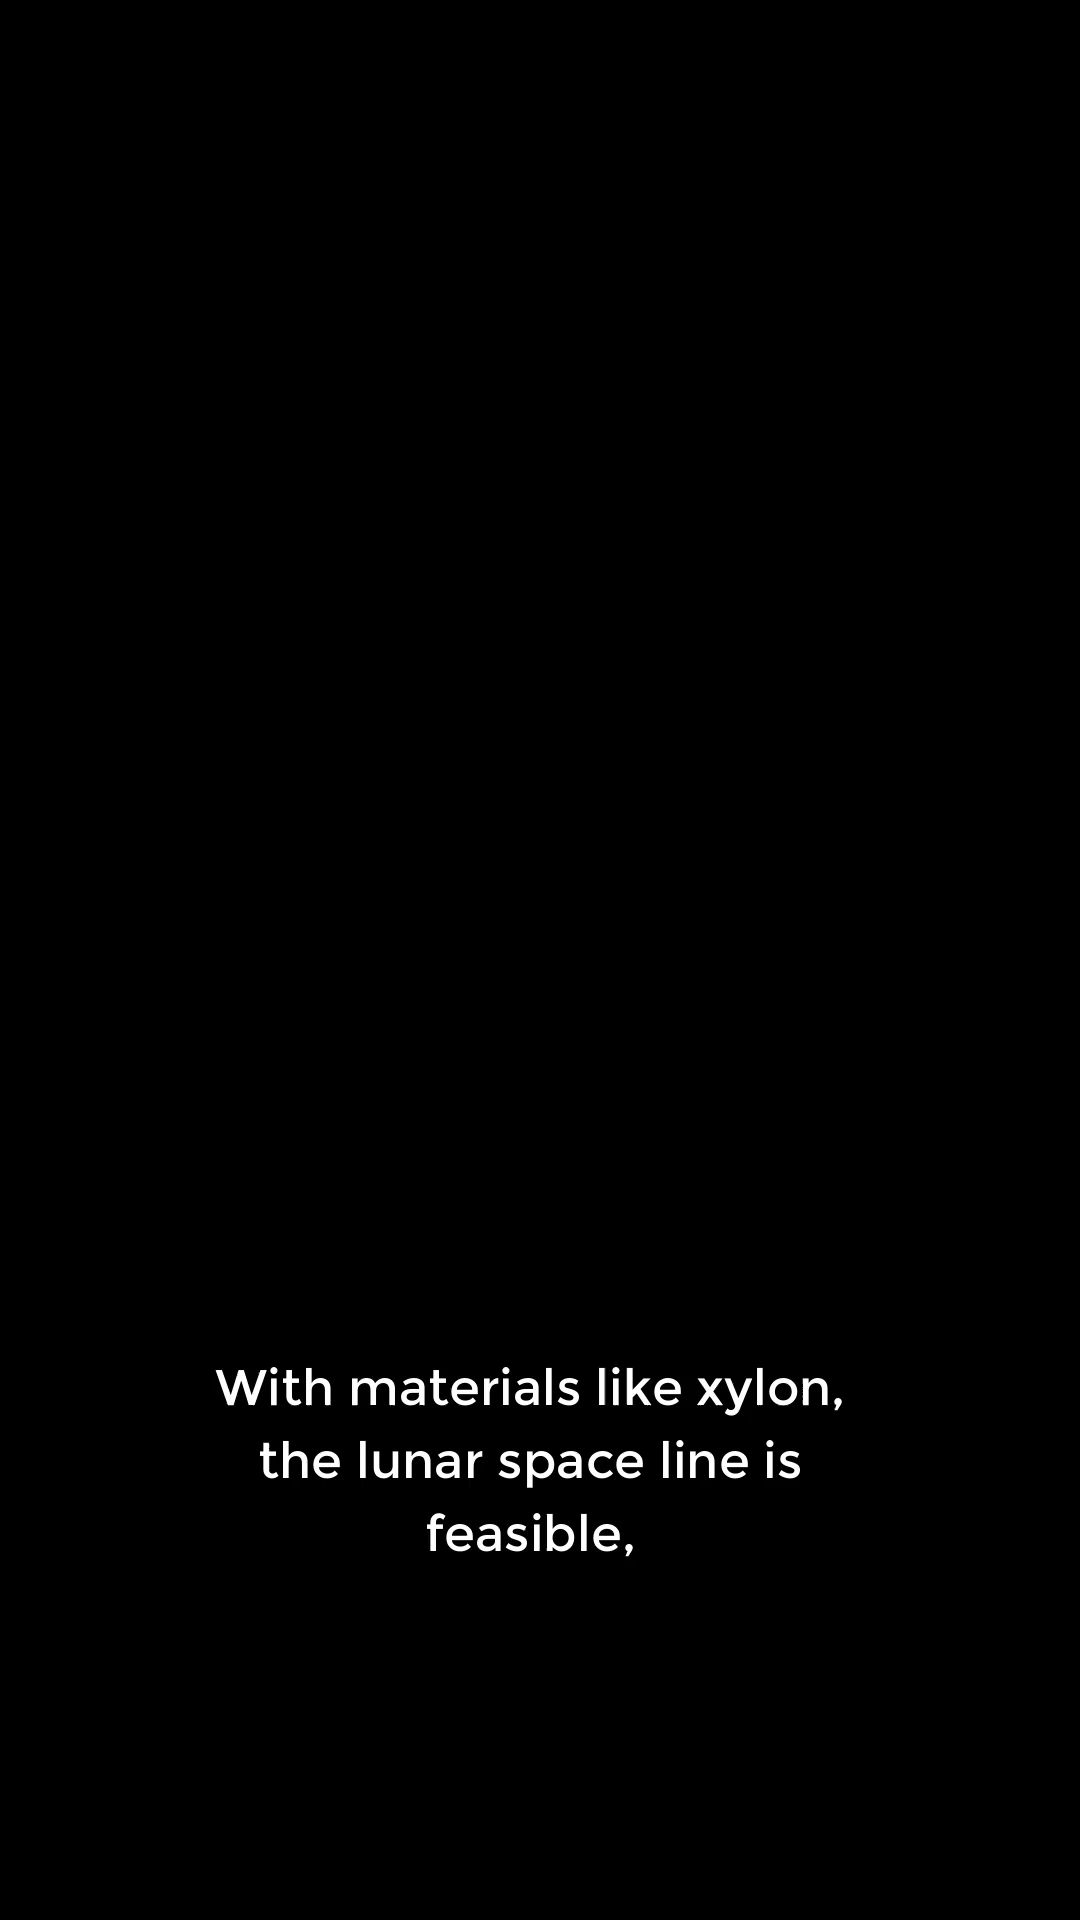 With materials like xylon,
the lunar space line is
feasible,